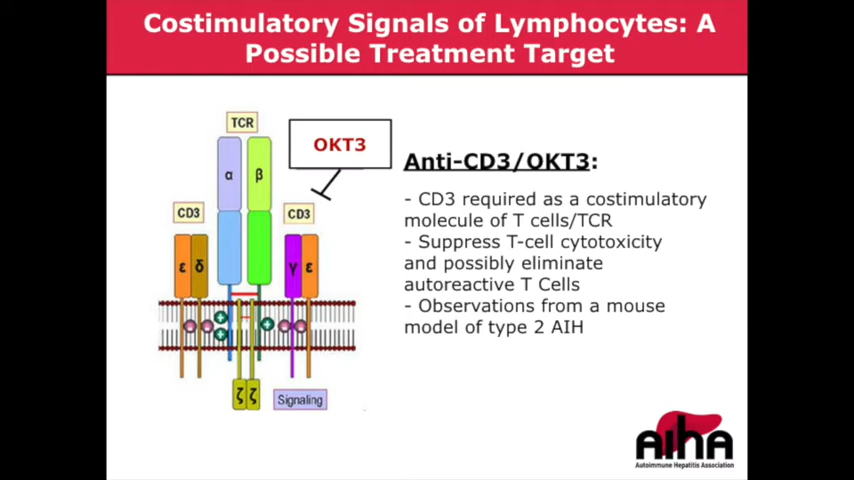 Costimulatory Signals of Lymphocytes: A
Possible Treatment Target
TCR
OKT3
α
β
CD3
CD3
ε
δ
γ
ε
+
+
+
-
-
-
-
ζ
ζ
Signaling
Anti-CD3/OKT3:
- CD3 required as a costimulatory
molecule of T cells/TCR
- Suppress T-cell cytotoxicity
and possibly eliminate
autoreactive T Cells
- Observations from a mouse
model of type 2 AIH
AIHA
Autoimmune Hepatitis Association